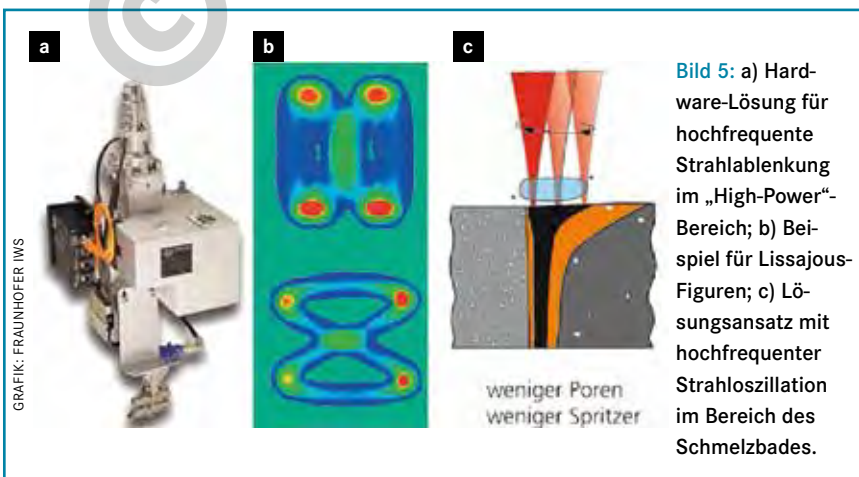 a
b
c
GRAFIK: FRAUNHOFER IWS
weniger Poren
weniger Spritzer
Bild 5: a) Hard-
ware-Lösung für
hochfrequente
Strahlablenkung
im „High-Power“-
Bereich; b) Bei-
spiel für Lissajous-
Figuren; c) Lö-
sungsansatz mit
hochfrequenter
Strahloszillation
im Bereich des
Schmelzbades.